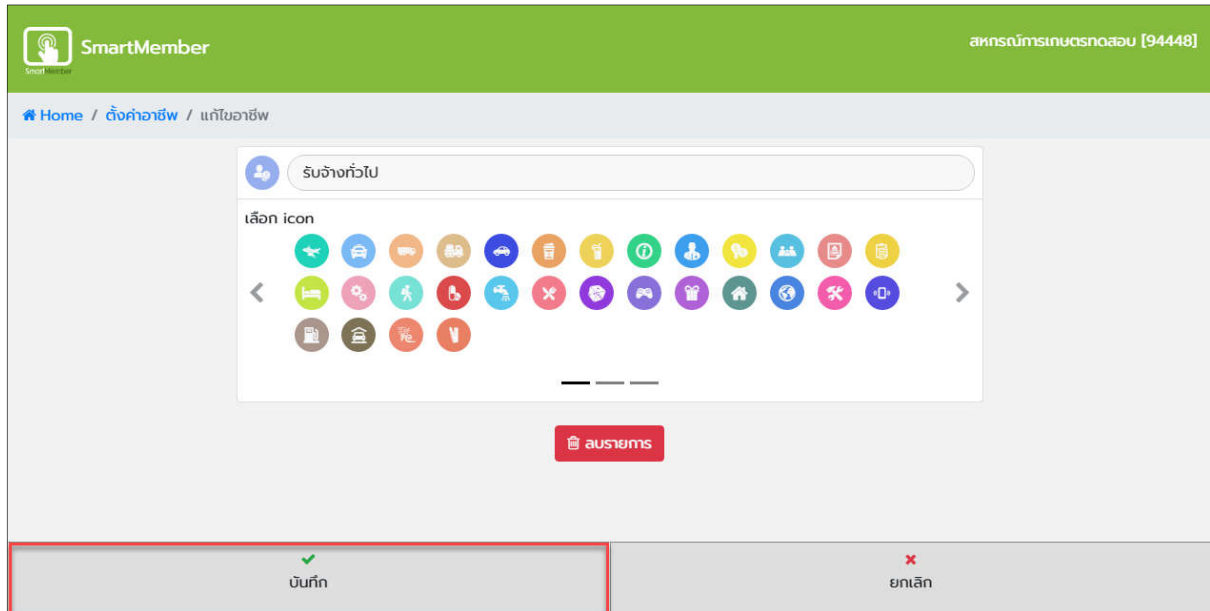 SmartMember
SmartMember
สหกรณ์การเกษตรทดสอบ [94448]
Home / ตั้งค่าอาชีพ / แก้ไขอาชีพ
รับจ้างทั่วไป
เลือก icon
ลบรายการ
บันทึก
ยกเลิก